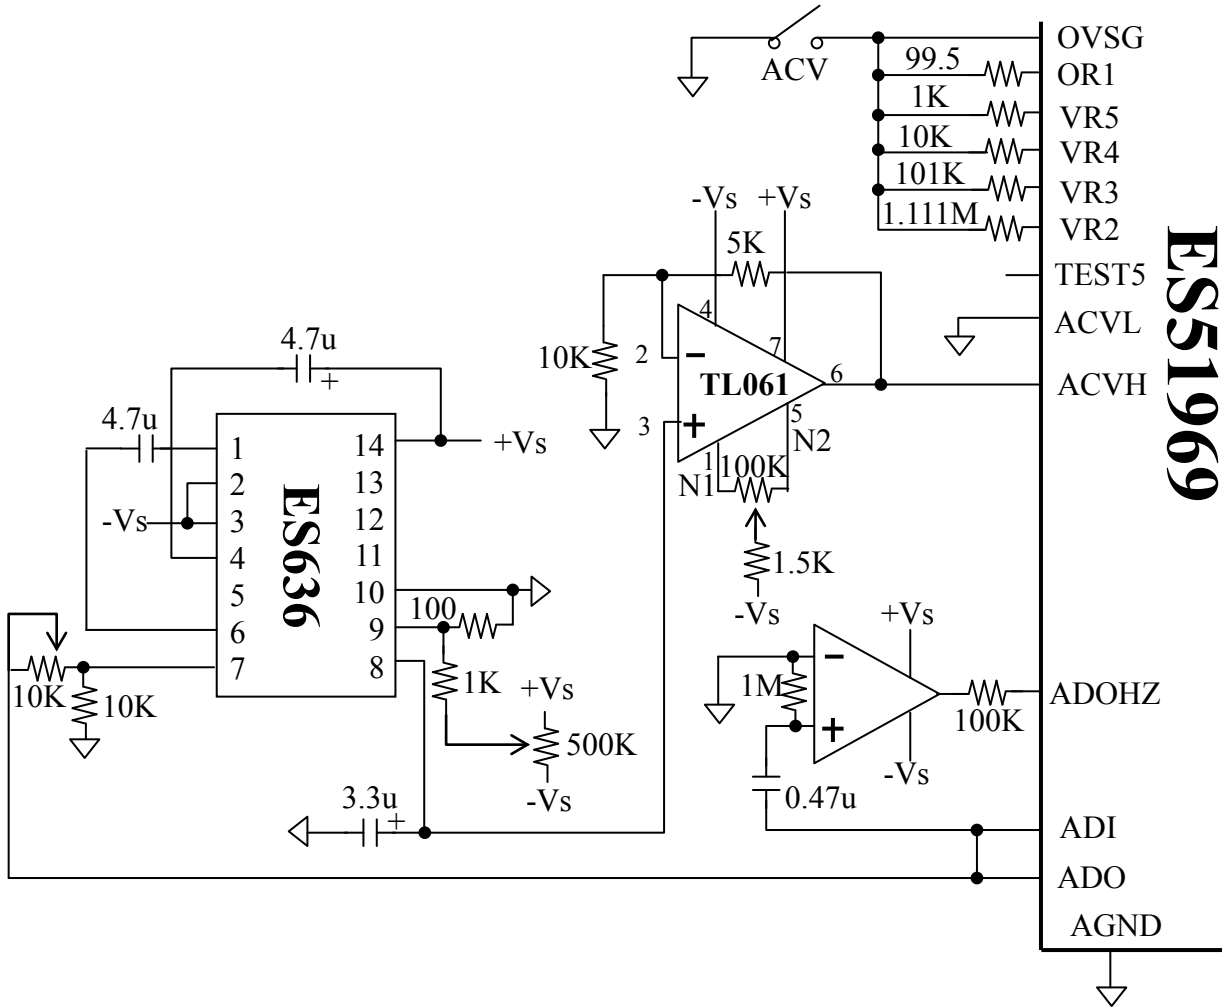 OVSG
99.5
OR1
ACV
1K
VR5
10K
VR4
101K
VR3
-Vs
+Vs
1.111M
VR2
5K
TEST5
ES51969
4
ACVL
4.7u
+
10K
2
−
7
TL061
6
ACVH
4.7u
3
+
5
1
14
+Vs
N2
1
100K
N1
2
13
-Vs
3
12
ES636
4
11
1.5K
5
10
-Vs
100
+Vs
6
9
7
8
−
10K
10K
1K
+Vs
1M
ADOHZ
100K
500K
+
-Vs
-Vs
3.3u
+
0.47u
ADI
ADO
AGND